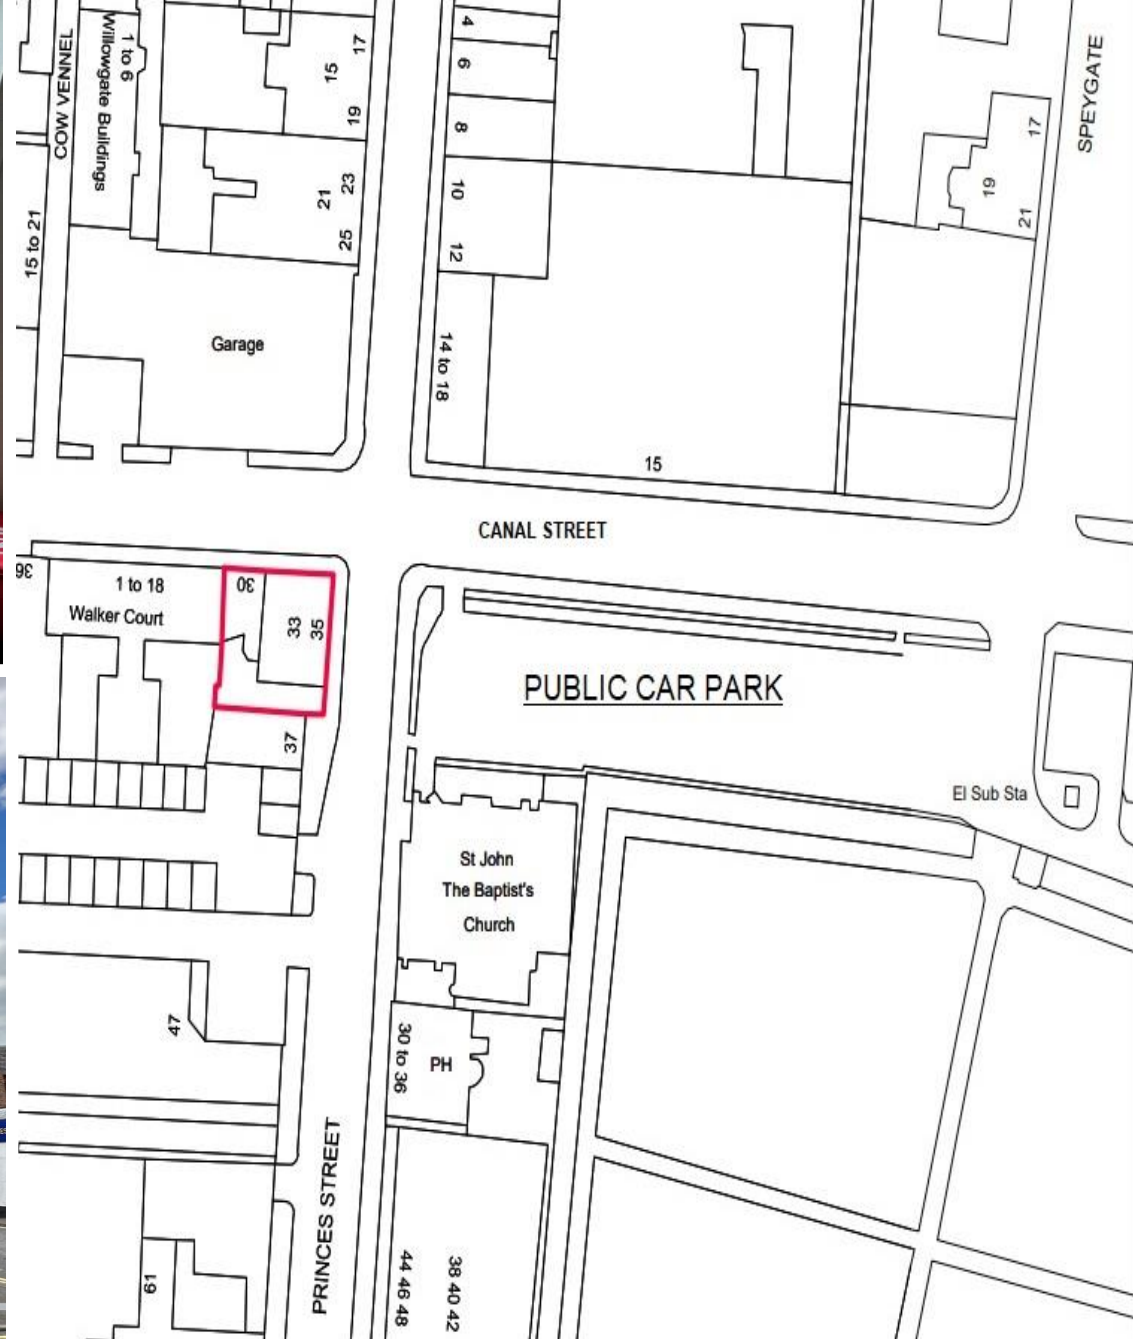 COW VENNEL
1 to 6
Willowgate Buildings
17
15
19
4
6
8
10
12
SPEYGATE
17
19
21
15 to 21
23
21
25
Garage
14 to 18
15
CANAL STREET
36
1 to 18
Walker Court
30
33
35
PUBLIC CAR PARK
37
El Sub Sta
St John
The Baptist's
Church
47
30 to 36
PH
PRINCES STREET
61
44 46 48
38 40 42